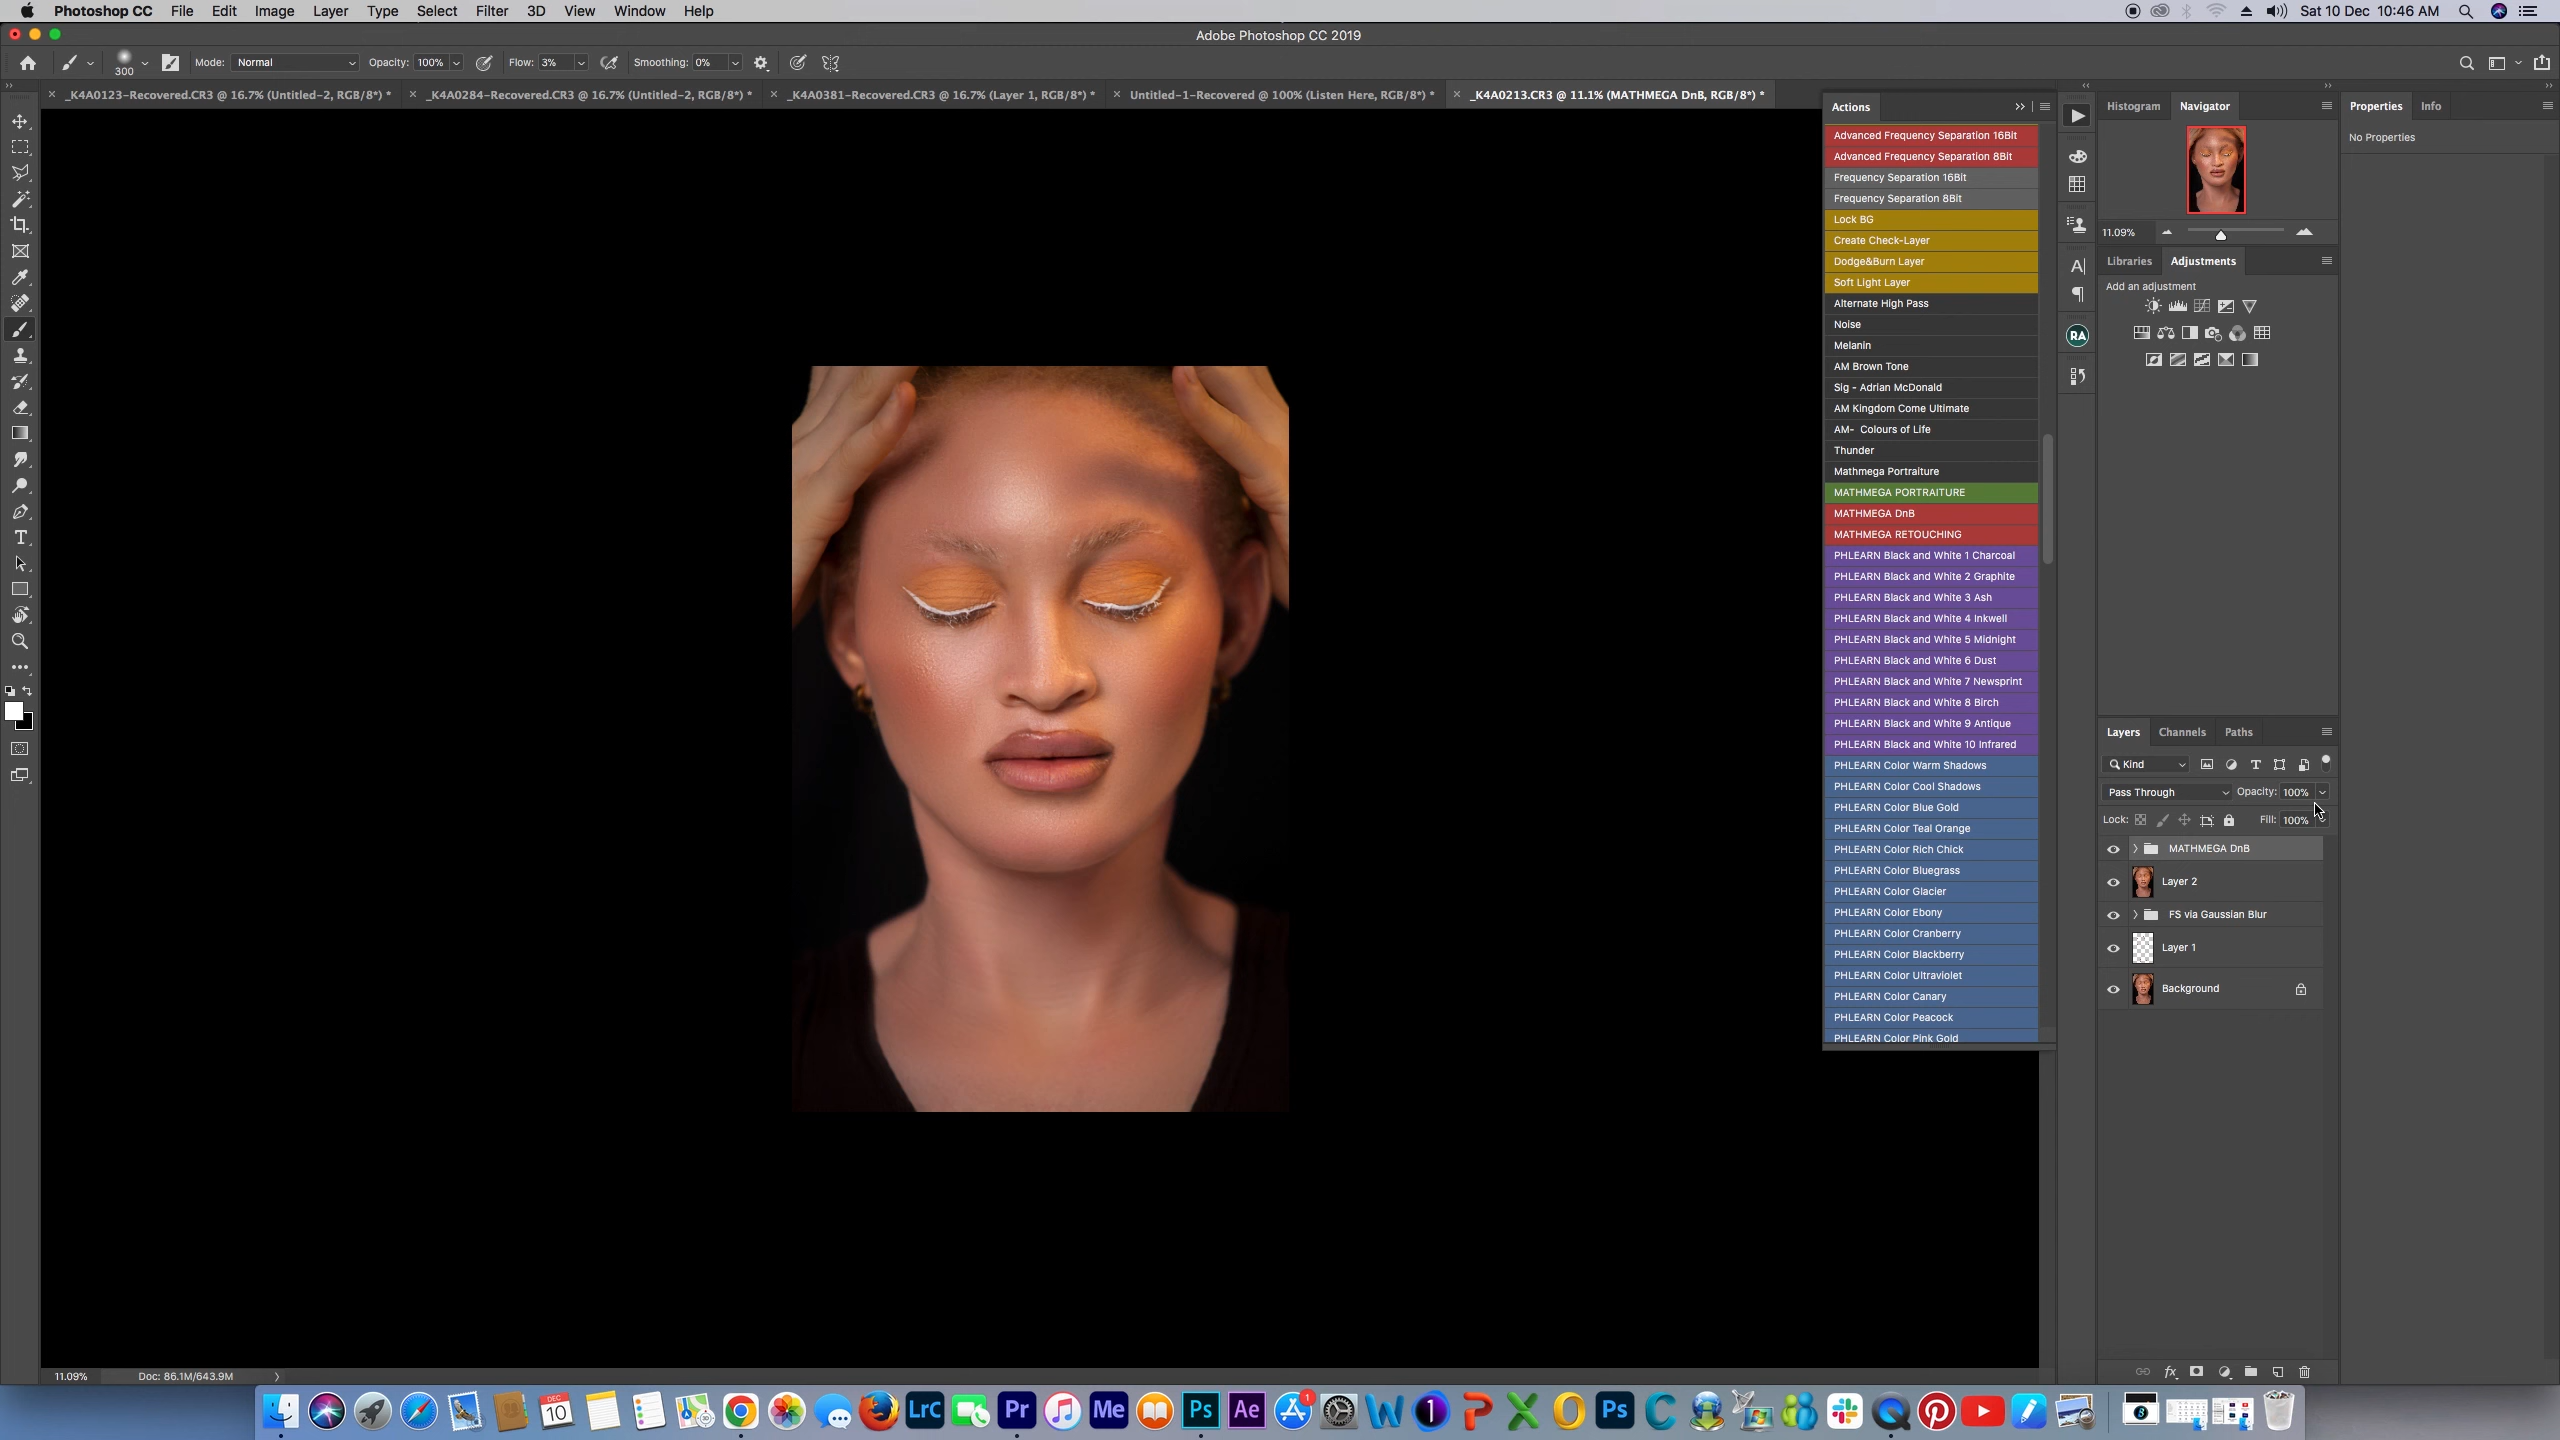 Photoshop CC File Edit Image Layer Type Select Filter 3D View Window Help Sat 10 Dec 10:46 AM
Adobe Photoshop CC 2019
300 Mode: Normal Opacity: 100% Flow: 3% Smoothing: 0%
_K4A0123-Recovered.CR3 @ 16.7% (Untitled-2, RGB/8*) * _K4A0284-Recovered.CR3 @ 16.7% (Untitled-2, RGB/8*) * _K4A0381-Recovered.CR3 @ 16.7% (Layer 1, RGB/8*) * Untitled-1-Recovered @ 100% (Listen Here, RGB/8*) * _K4A0213.CR3 @ 11.1% (MATHMEGA DnB, RGB/8*) *
Actions
Advanced Frequency Separation 16Bit
Advanced Frequency Separation 8Bit
Frequency Separation 16Bit
Frequency Separation 8Bit
Lock BG
Create Check-Layer
Dodge&Burn Layer
Soft Light Layer
Alternate High Pass
Noise
Melanin
AM Brown Tone
Sig - Adrian McDonald
AM Kingdom Come Ultimate
AM- Colours of Life
Thunder
Mathmega Portraiture
MATHMEGA PORTRAITURE
MATHMEGA DnB
MATHMEGA RETOUCHING
PHLEARN Black and White 1 Charcoal
PHLEARN Black and White 2 Graphite
PHLEARN Black and White 3 Ash
PHLEARN Black and White 4 Inkwell
PHLEARN Black and White 5 Midnight
PHLEARN Black and White 6 Dust
PHLEARN Black and White 7 Newsprint
PHLEARN Black and White 8 Birch
PHLEARN Black and White 9 Antique
PHLEARN Black and White 10 Infrared
PHLEARN Color Warm Shadows
PHLEARN Color Cool Shadows
PHLEARN Color Blue Gold
PHLEARN Color Teal Orange
PHLEARN Color Rich Chick
PHLEARN Color Bluegrass
PHLEARN Color Glacier
PHLEARN Color Ebony
PHLEARN Color Cranberry
PHLEARN Color Blackberry
PHLEARN Color Ultraviolet
PHLEARN Color Canary
PHLEARN Color Peacock
PHLEARN Color Pink Gold
RA
Histogram Navigator
11.09%
Libraries Adjustments
Add an adjustment
Properties Info
No Properties
Layers Channels Paths
Kind
Pass Through Opacity: 100%
Lock: Fill: 100%
MATHMEGA DnB
Layer 2
FS via Gaussian Blur
Layer 1
Background
11.09% Doc: 86.1M/643.9M
DEC 10 LrC Pr Me Ps Ae 1 Ps